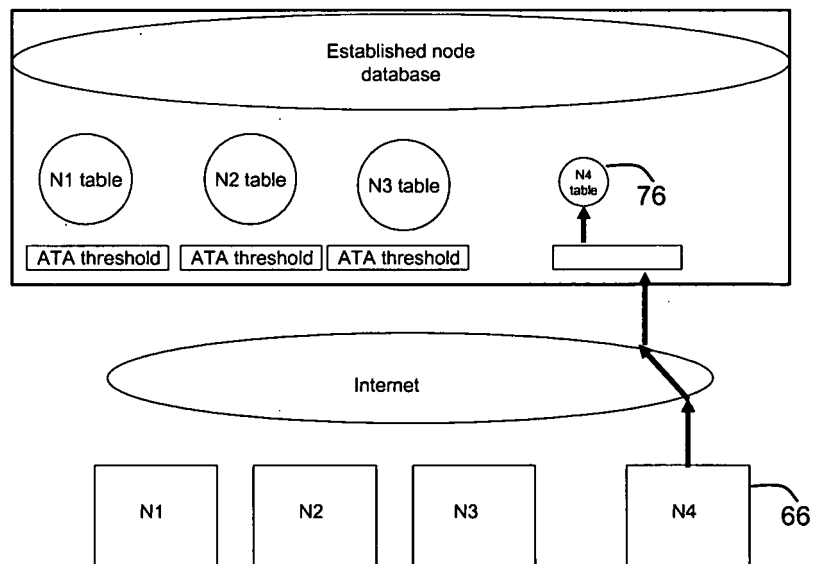 Established node
database
N1 table
N2 table
N3 table
N4
table
76
ATA threshold
ATA threshold
ATA threshold
Internet
N1
N2
N3
N4
66